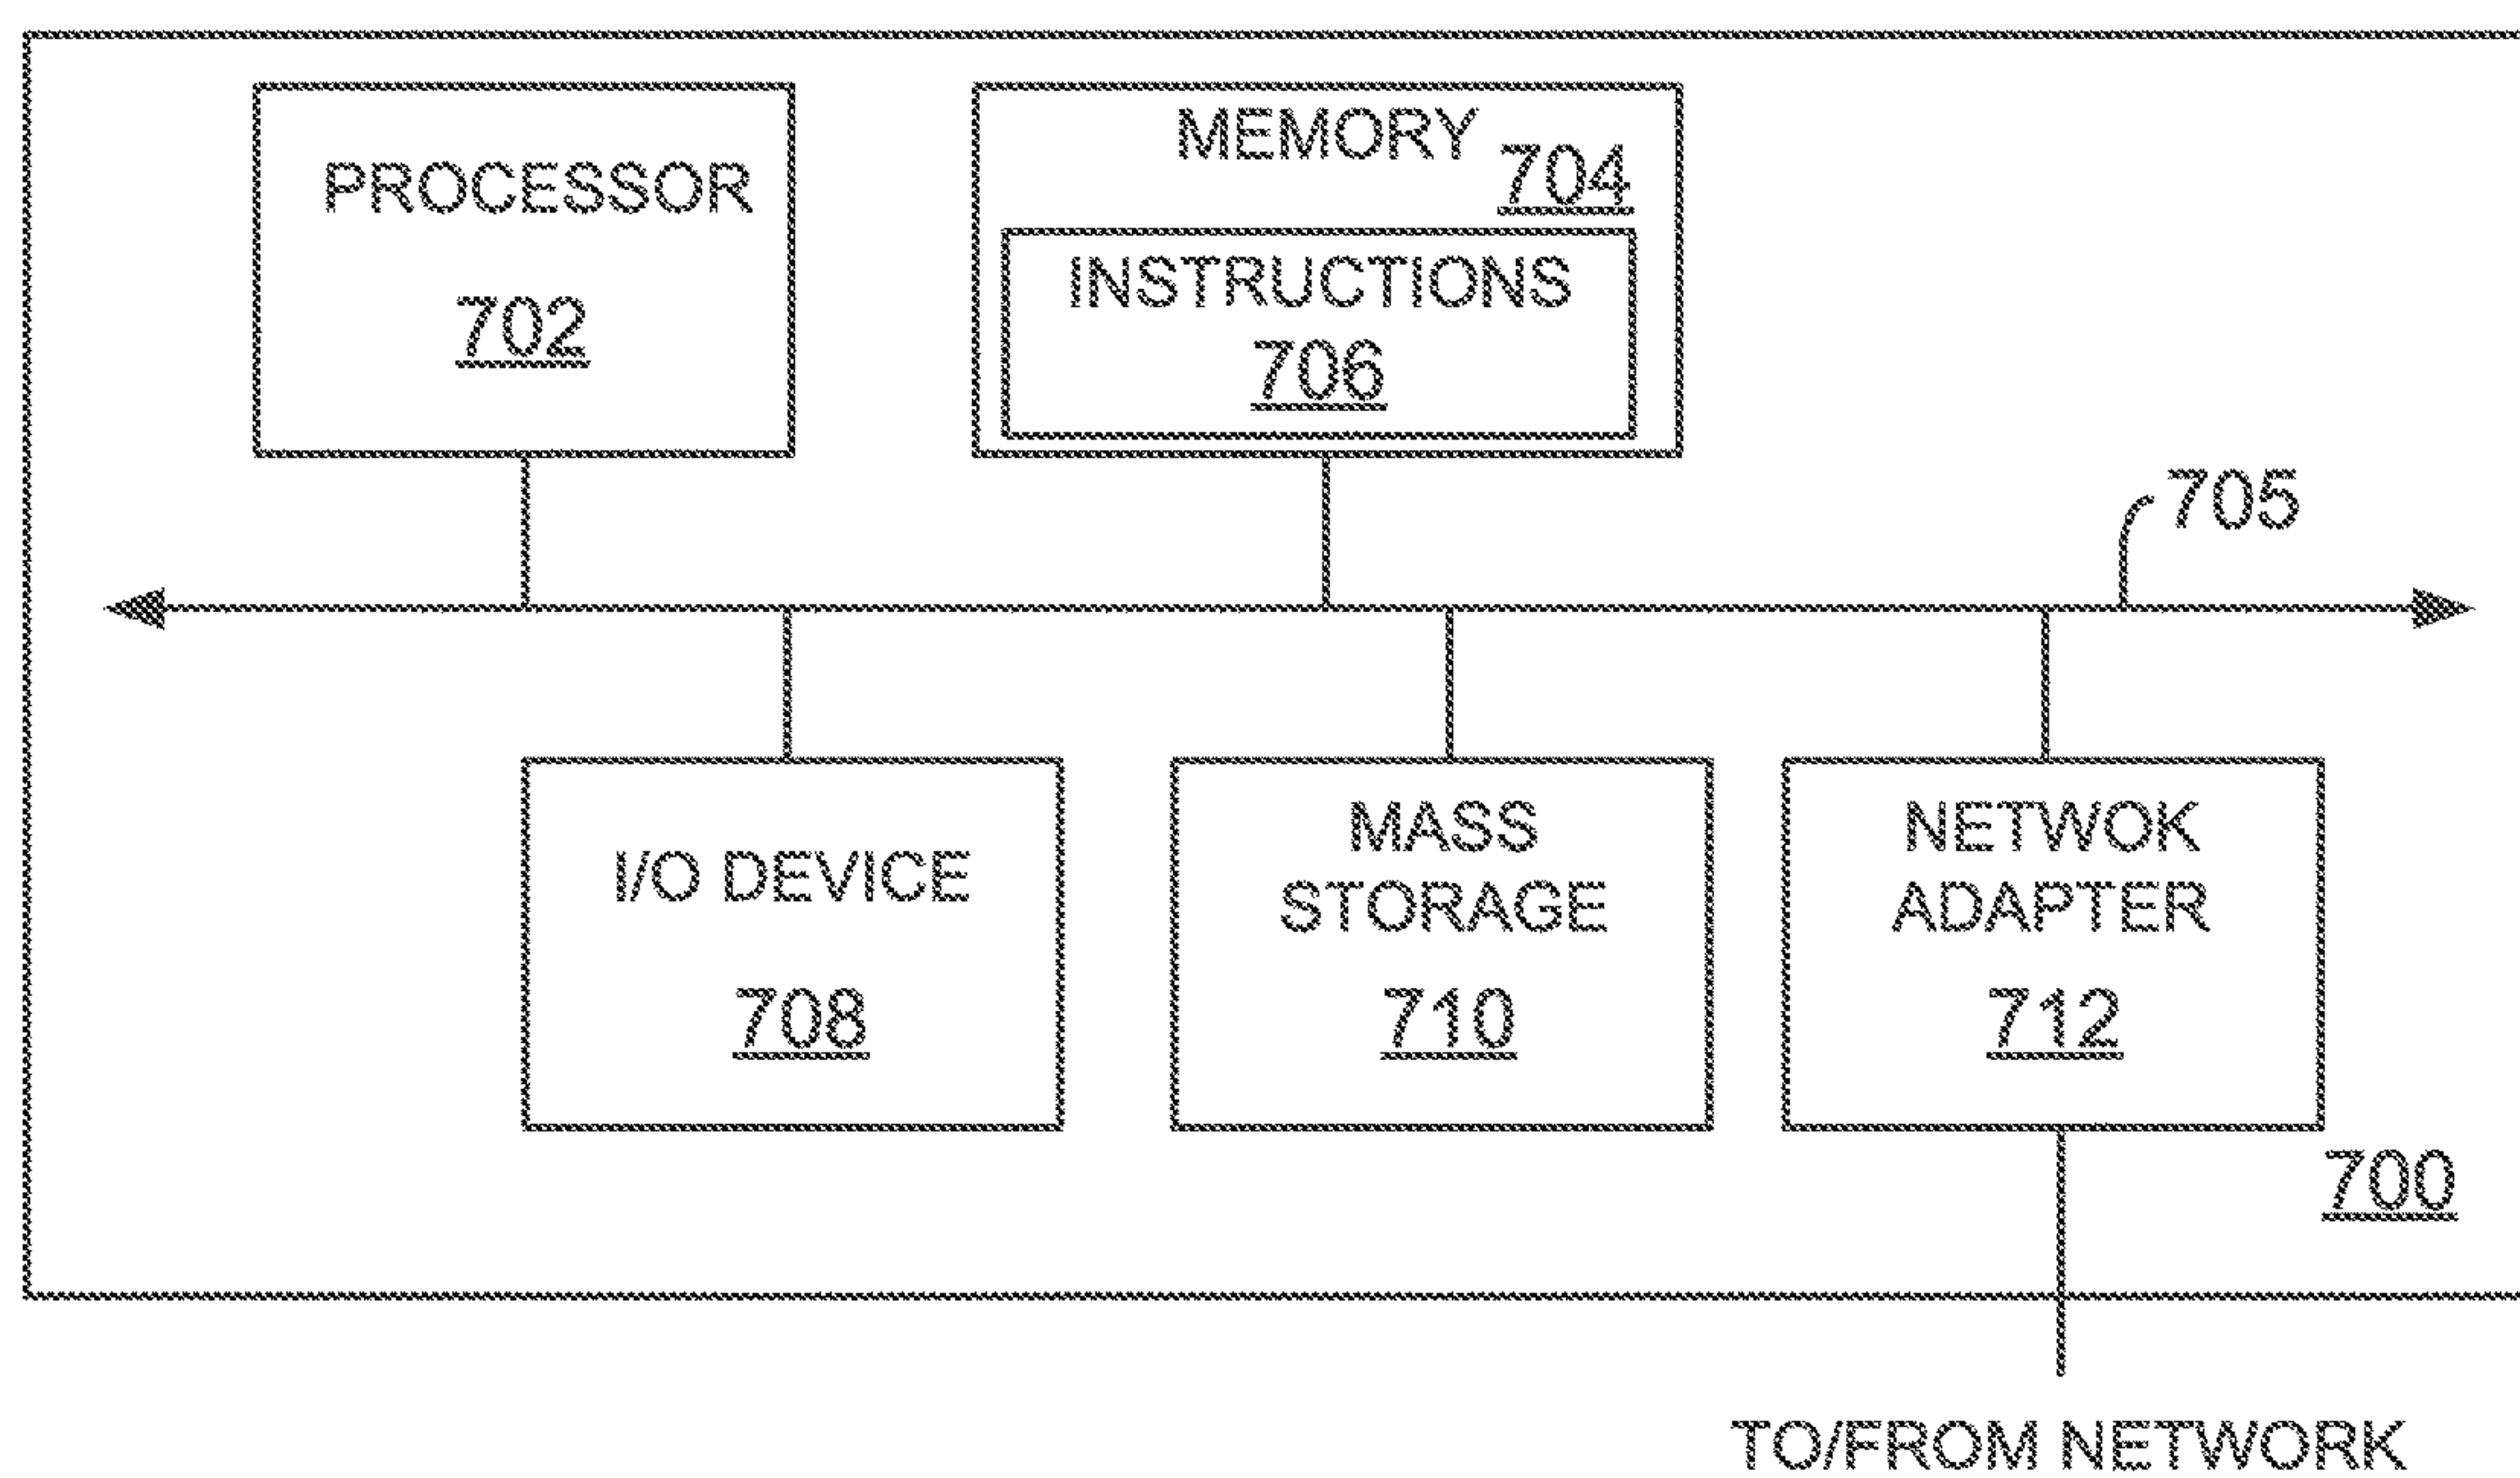 PROCESSOR
702
MEMORY
704
INSTRUCTIONS
706
705
I/O DEVICE
708
MASS
STORAGE
710
NETWOK
ADAPTER
712
700
TO/FROM NETWORK